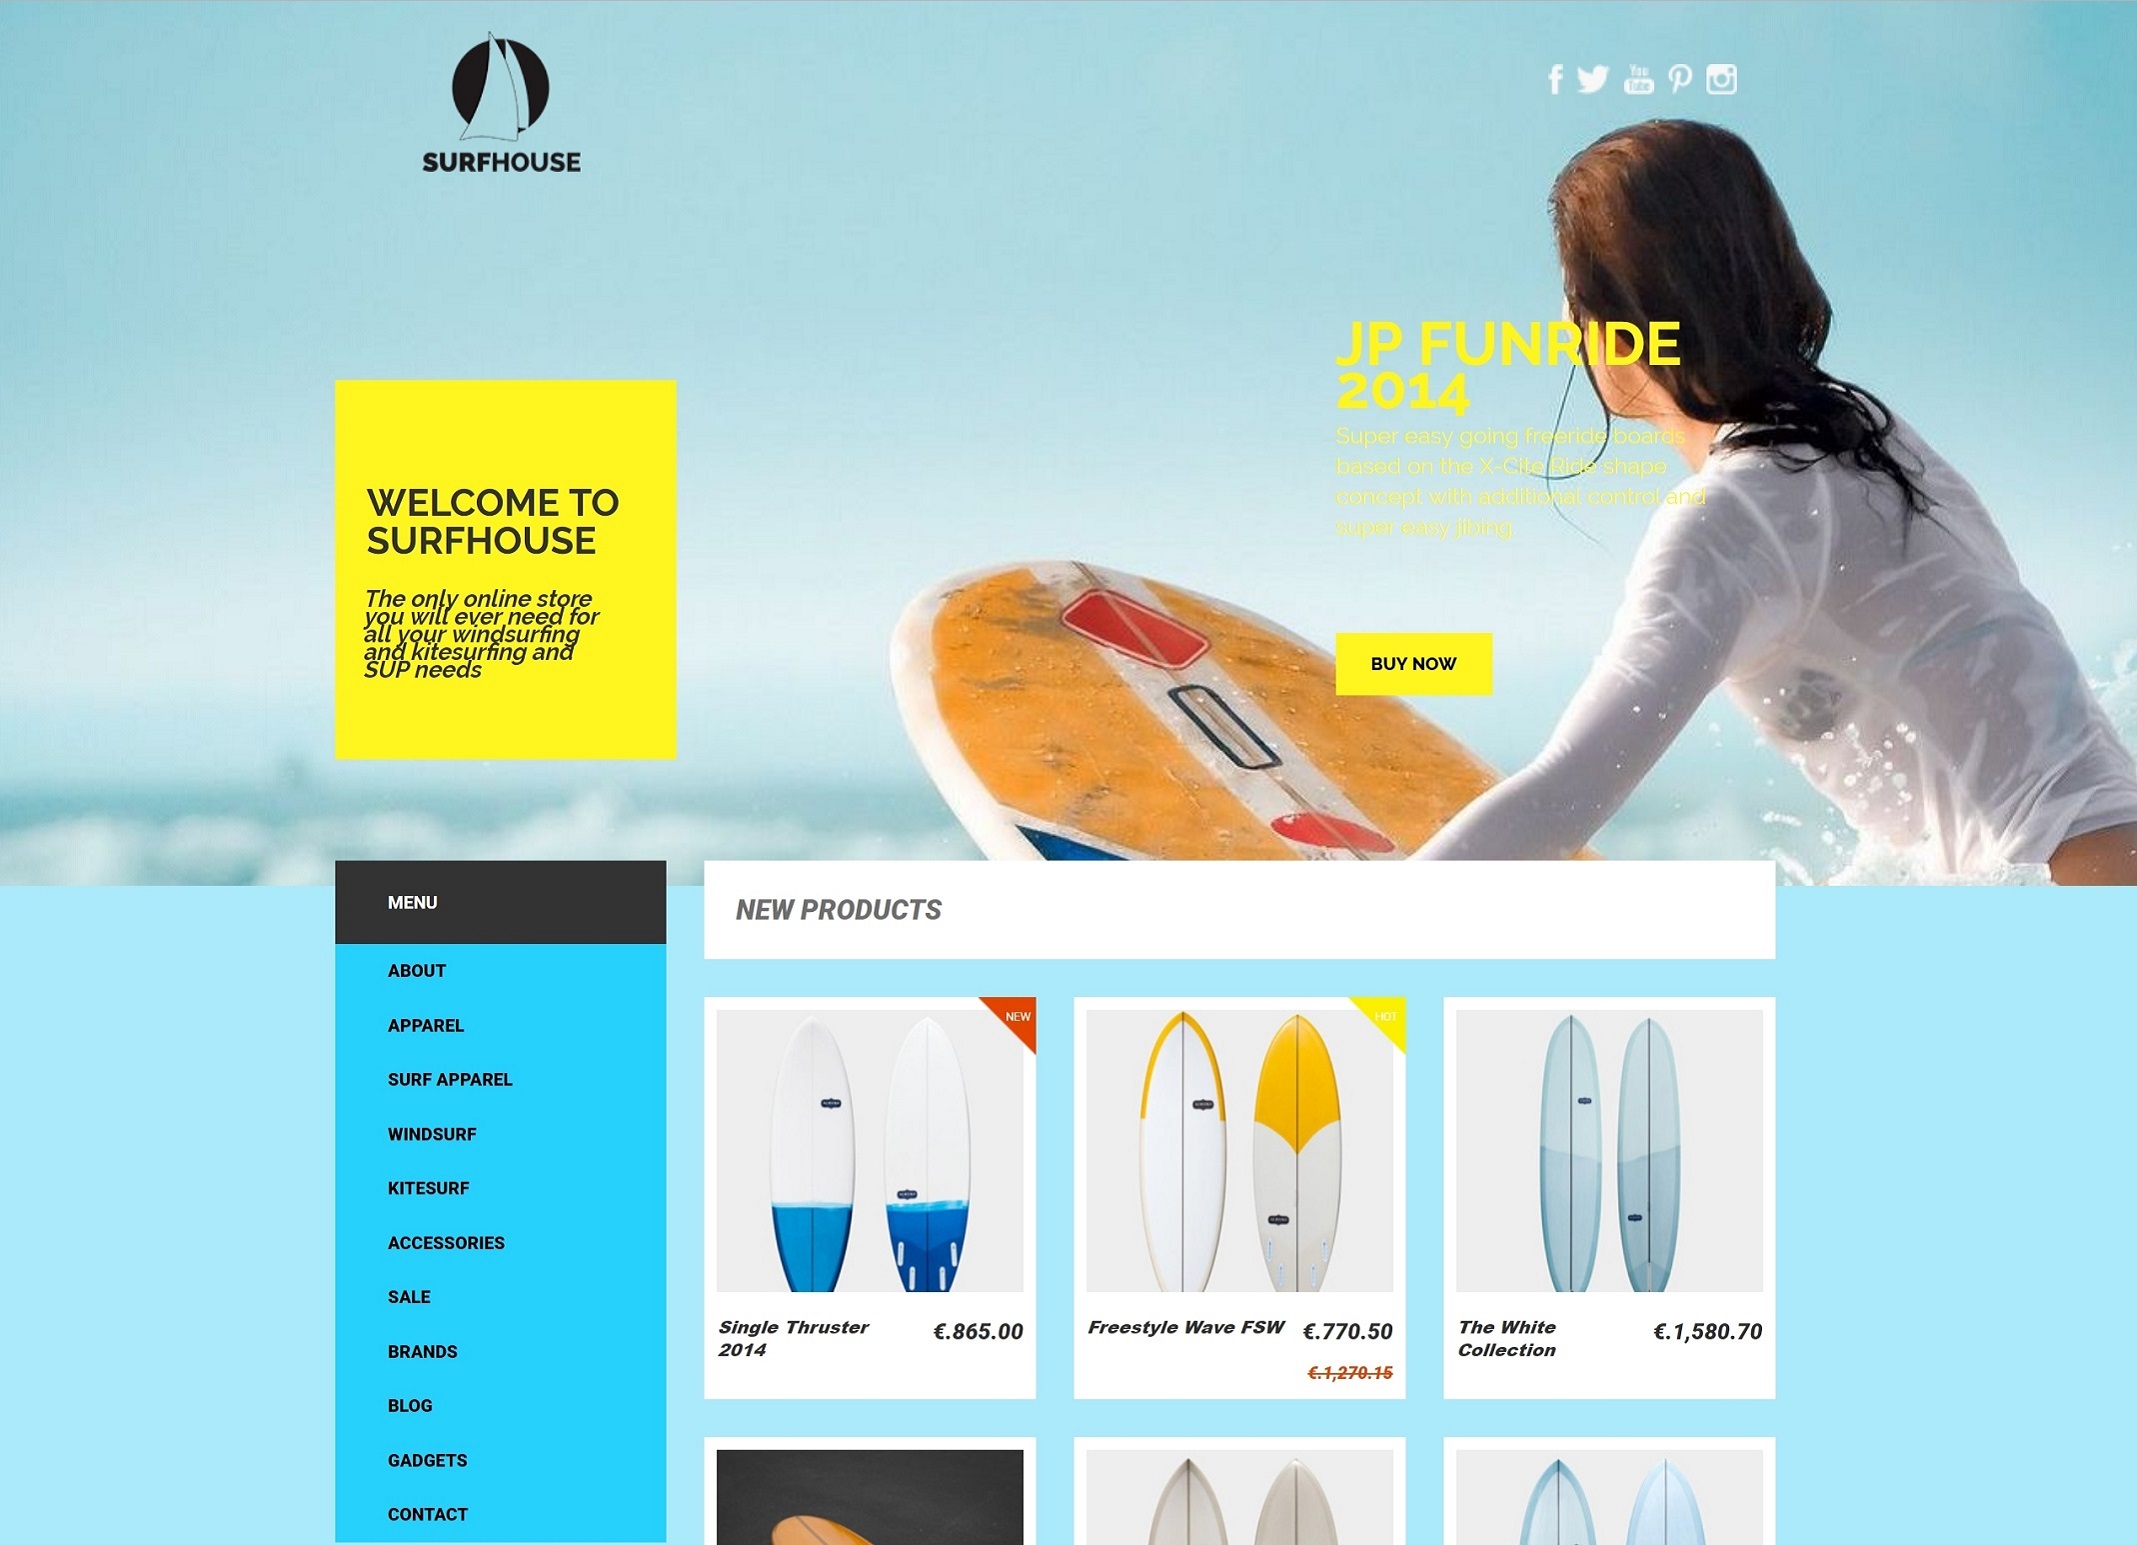 SURFHOUSE
You
Tube
JP FUNRIDE
2014
Super easy going freeride boards
based on the X-Cite Ride shape
concept with additional control and
super easy jibing.
BUY NOW
WELCOME TO
SURFHOUSE
The only online store
you will ever need for
all your windsurfing
and kitesurfing and
SUP needs
MENU
ABOUT
APPAREL
SURF APPAREL
WINDSURF
KITESURF
ACCESSORIES
SALE
BRANDS
BLOG
GADGETS
CONTACT
NEW PRODUCTS
NEW
Single Thruster
2014
€.865.00
HOT
Freestyle Wave FSW
€.770.50
€.1,270.15
The White
Collection
€.1,580.70